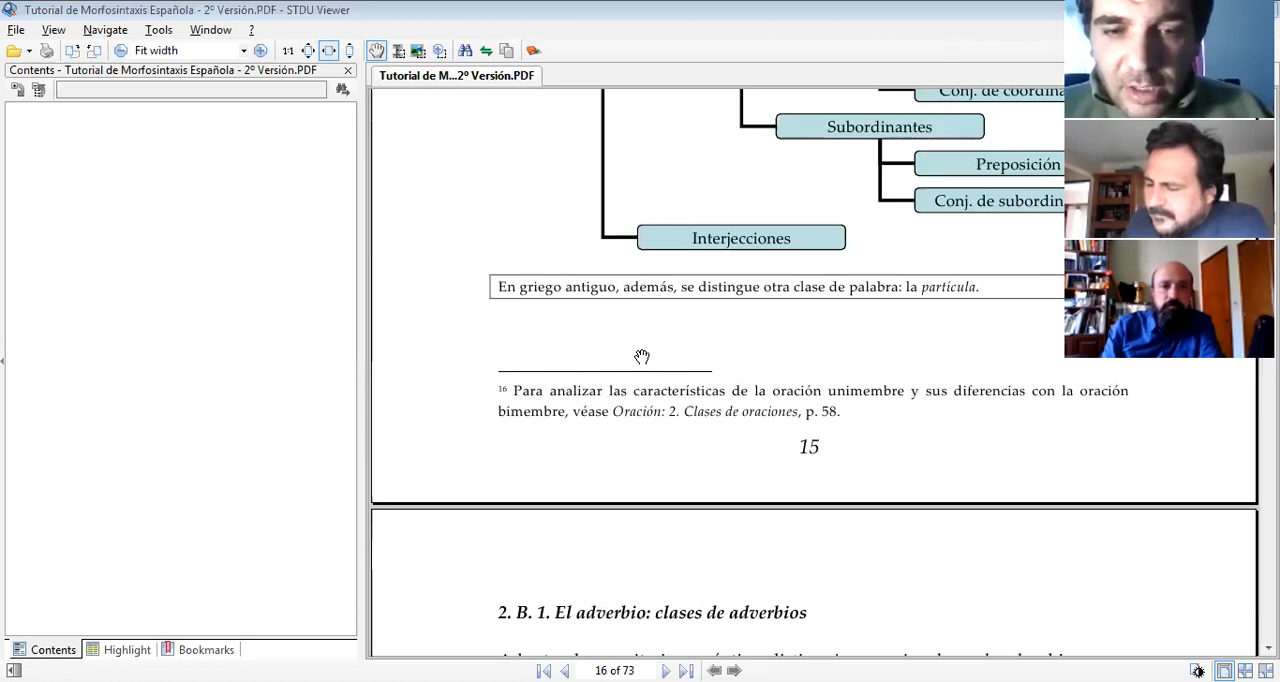 Tutorial de Morfosintaxis Española - 2º Versión.PDF - STDU Viewer
File View Navigate Tools Window ?
Fit width
1:1
Contents - Tutorial de Morfosintaxis Española - 2º Versión.PDF
Tutorial de M...2º Versión.PDF
Conj. de coordina
Subordinantes
Preposición
Conj. de subordin
Interjecciones
En griego antiguo, además, se distingue otra clase de palabra: la partícula.
16 Para analizar las características de la oración unimembre y sus diferencias con la oración
bimembre, véase Oración: 2. Clases de oraciones, p. 58.
15
2. B. 1. El adverbio: clases de adverbios
Contents Highlight Bookmarks
16 of 73